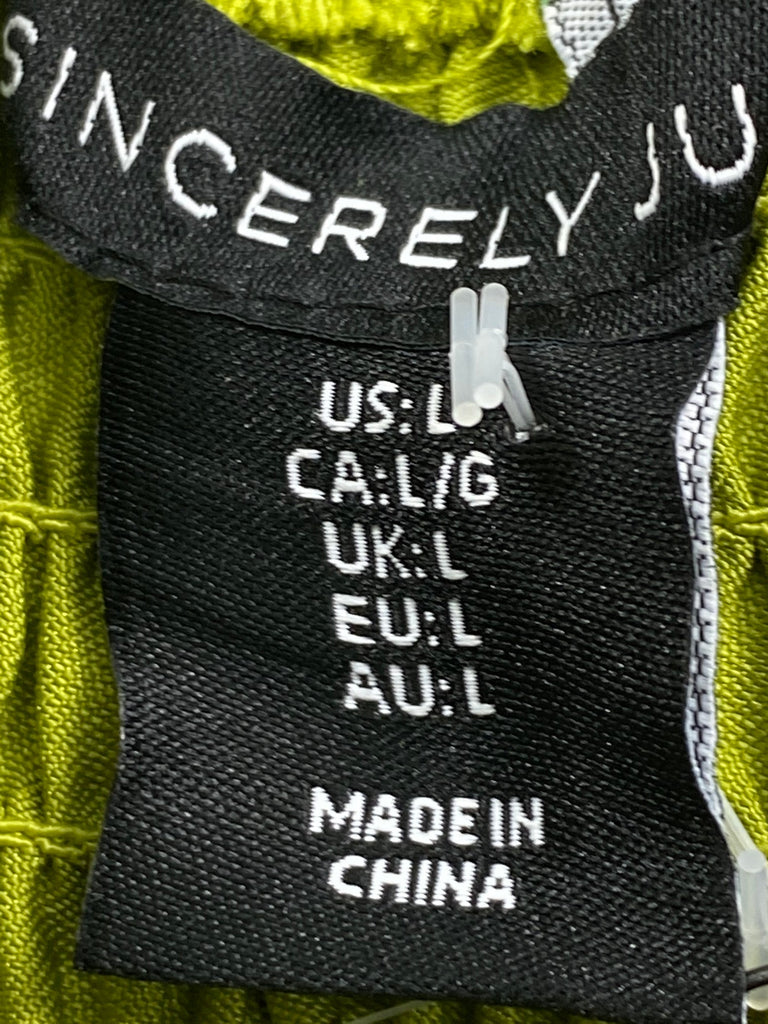 SINCERELY JU
US:L
CA:L/G
UK:L
EU:L
AU:L
MADE IN
CHINA